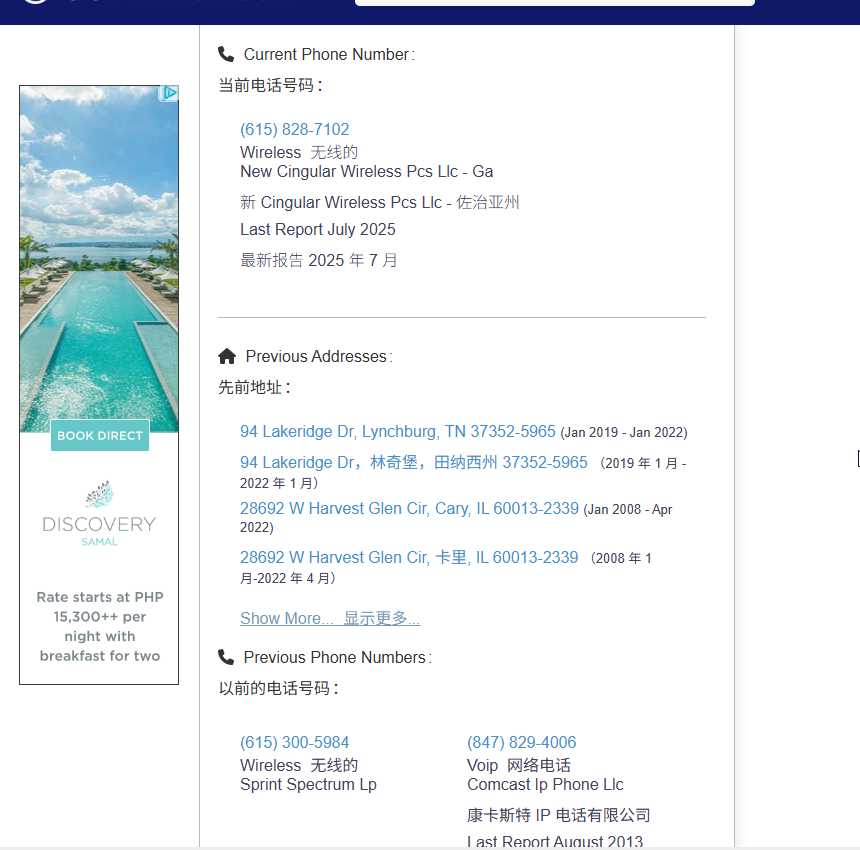 Current Phone Number:
当前电话号码：
(615) 828-7102
Wireless 无线的
New Cingular Wireless Pcs Llc - Ga
新 Cingular Wireless Pcs Llc - 佐治亚州
Last Report July 2025
最新报告 2025 年 7 月
Previous Addresses:
先前地址：
94 Lakeridge Dr, Lynchburg, TN 37352-5965 (Jan 2019 - Jan 2022)
94 Lakeridge Dr，林奇堡，田纳西州 37352-5965 （2019 年 1 月 -
2022 年 1 月）
28692 W Harvest Glen Cir, Cary, IL 60013-2339 (Jan 2008 - Apr
2022)
28692 W Harvest Glen Cir, 卡里, IL 60013-2339 （2008 年 1
月-2022 年 4 月）
Show More... 显示更多...
Previous Phone Numbers:
以前的电话号码：
(615) 300-5984
Wireless 无线的
Sprint Spectrum Lp
(847) 829-4006
Voip 网络电话
Comcast Ip Phone Llc
康卡斯特 IP 电话有限公司
Last Report August 2013
BOOK DIRECT
DISCOVERY
SAMAL
Rate starts at PHP
15,300++ per
night with
breakfast for two